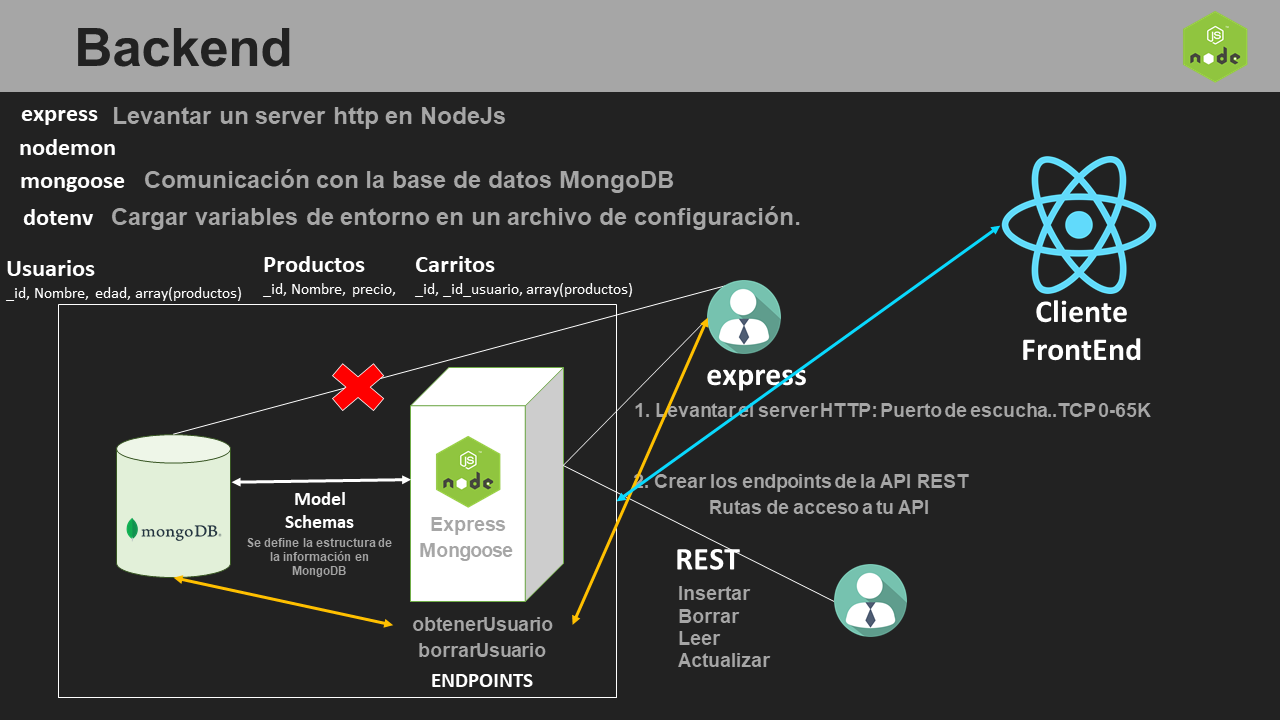 Backend
JS
node
express Levantar un server http en NodeJs
nodemon
mongoose Comunicación con la base de datos MongoDB
dotenv Cargar variables de entorno en un archivo de configuración.
Usuarios
_id, Nombre, edad, array(productos)
Productos
_id, Nombre, precio,
Carritos
_id, _id_usuario, array(productos)
Cliente
FrontEnd
express
1. Levantar el server HTTP: Puerto de escucha..TCP 0-65K
2. Crear los endpoints de la API REST
Rutas de acceso a tu API
mongoDB.
Model
Schemas
Se define la estructura de
la información en
MongoDB
JS
node
Express
Mongoose
obtenerUsuario
borrarUsuario
ENDPOINTS
REST
Insertar
Borrar
Leer
Actualizar